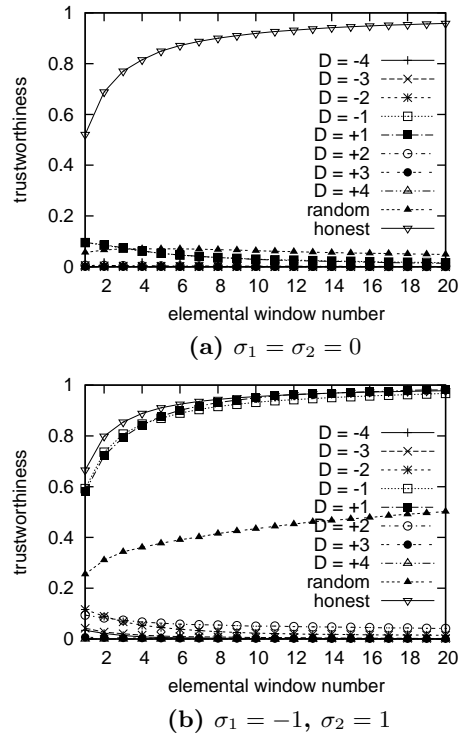 1
0.8
0.6
0.4
0.2
0
trustworthiness
D = -4
D = -3
D = -2
D = -1
D = +1
D = +2
D = +3
D = +4
random
honest
2 4 6 8 10 12 14 16 18 20
elemental window number
(a) σ₁ = σ₂ = 0
1
0.8
0.6
0.4
0.2
0
trustworthiness
D = -4
D = -3
D = -2
D = -1
D = +1
D = +2
D = +3
D = +4
random
honest
2 4 6 8 10 12 14 16 18 20
elemental window number
(b) σ₁ = −1, σ₂ = 1